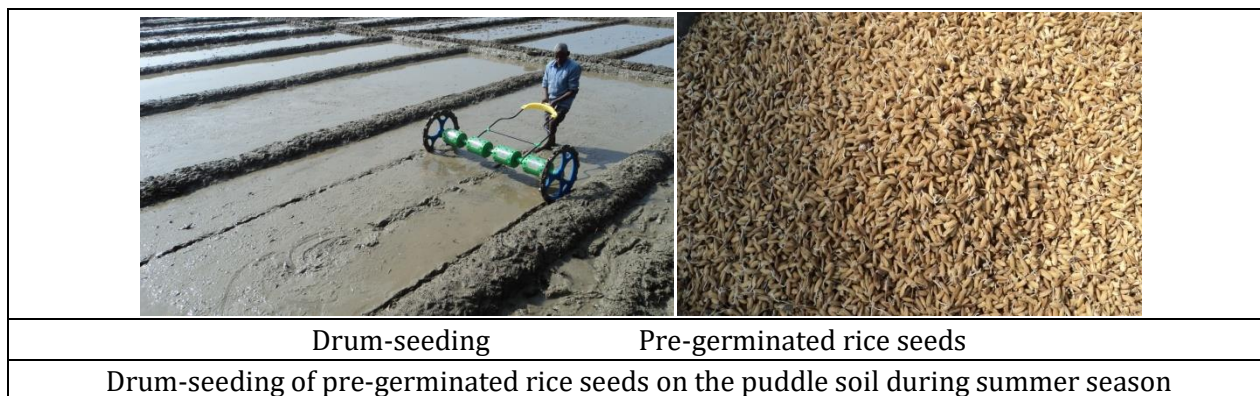 Drum-seeding Pre-germinated rice seeds
Drum-seeding of pre-germinated rice seeds on the puddle soil during summer season